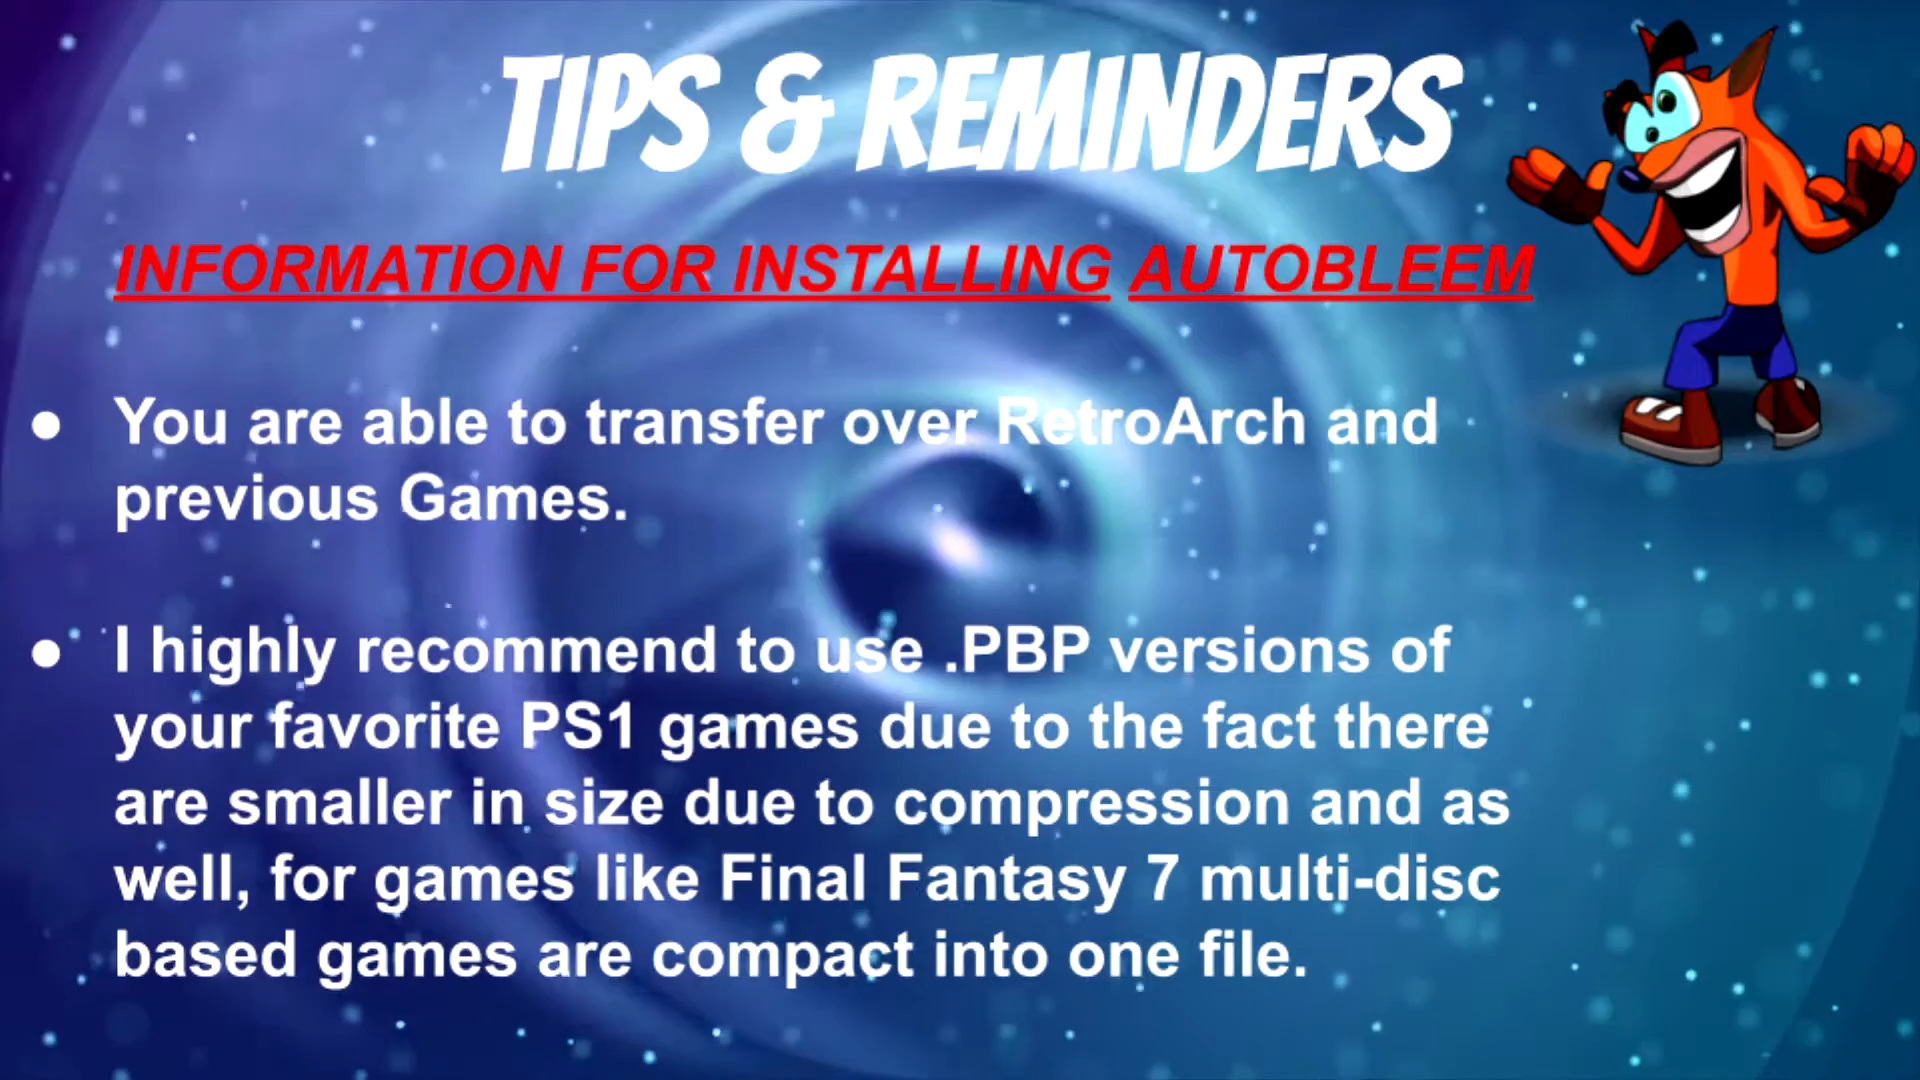 TIPS & REMINDERS
INFORMATION FOR INSTALLING AUTOBLEEM
● You are able to transfer over RetroArch and
previous Games.
● I highly recommend to use .PBP versions of
your favorite PS1 games due to the fact there
are smaller in size due to compression and as
well, for games like Final Fantasy 7 multi-disc
based games are compact into one file.